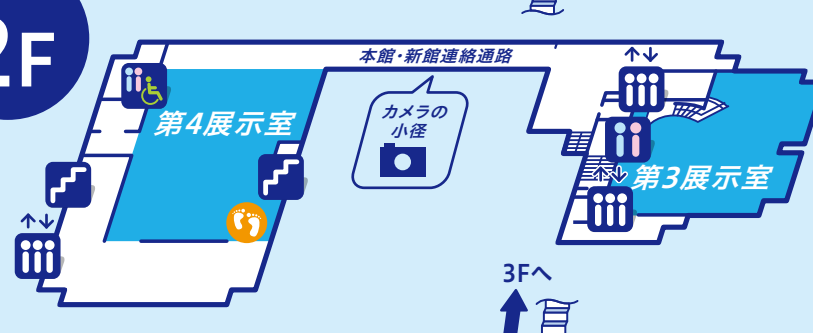 2F
本館・新館連絡通路
カメラの
小径
第4展示室
第3展示室
3Fへ